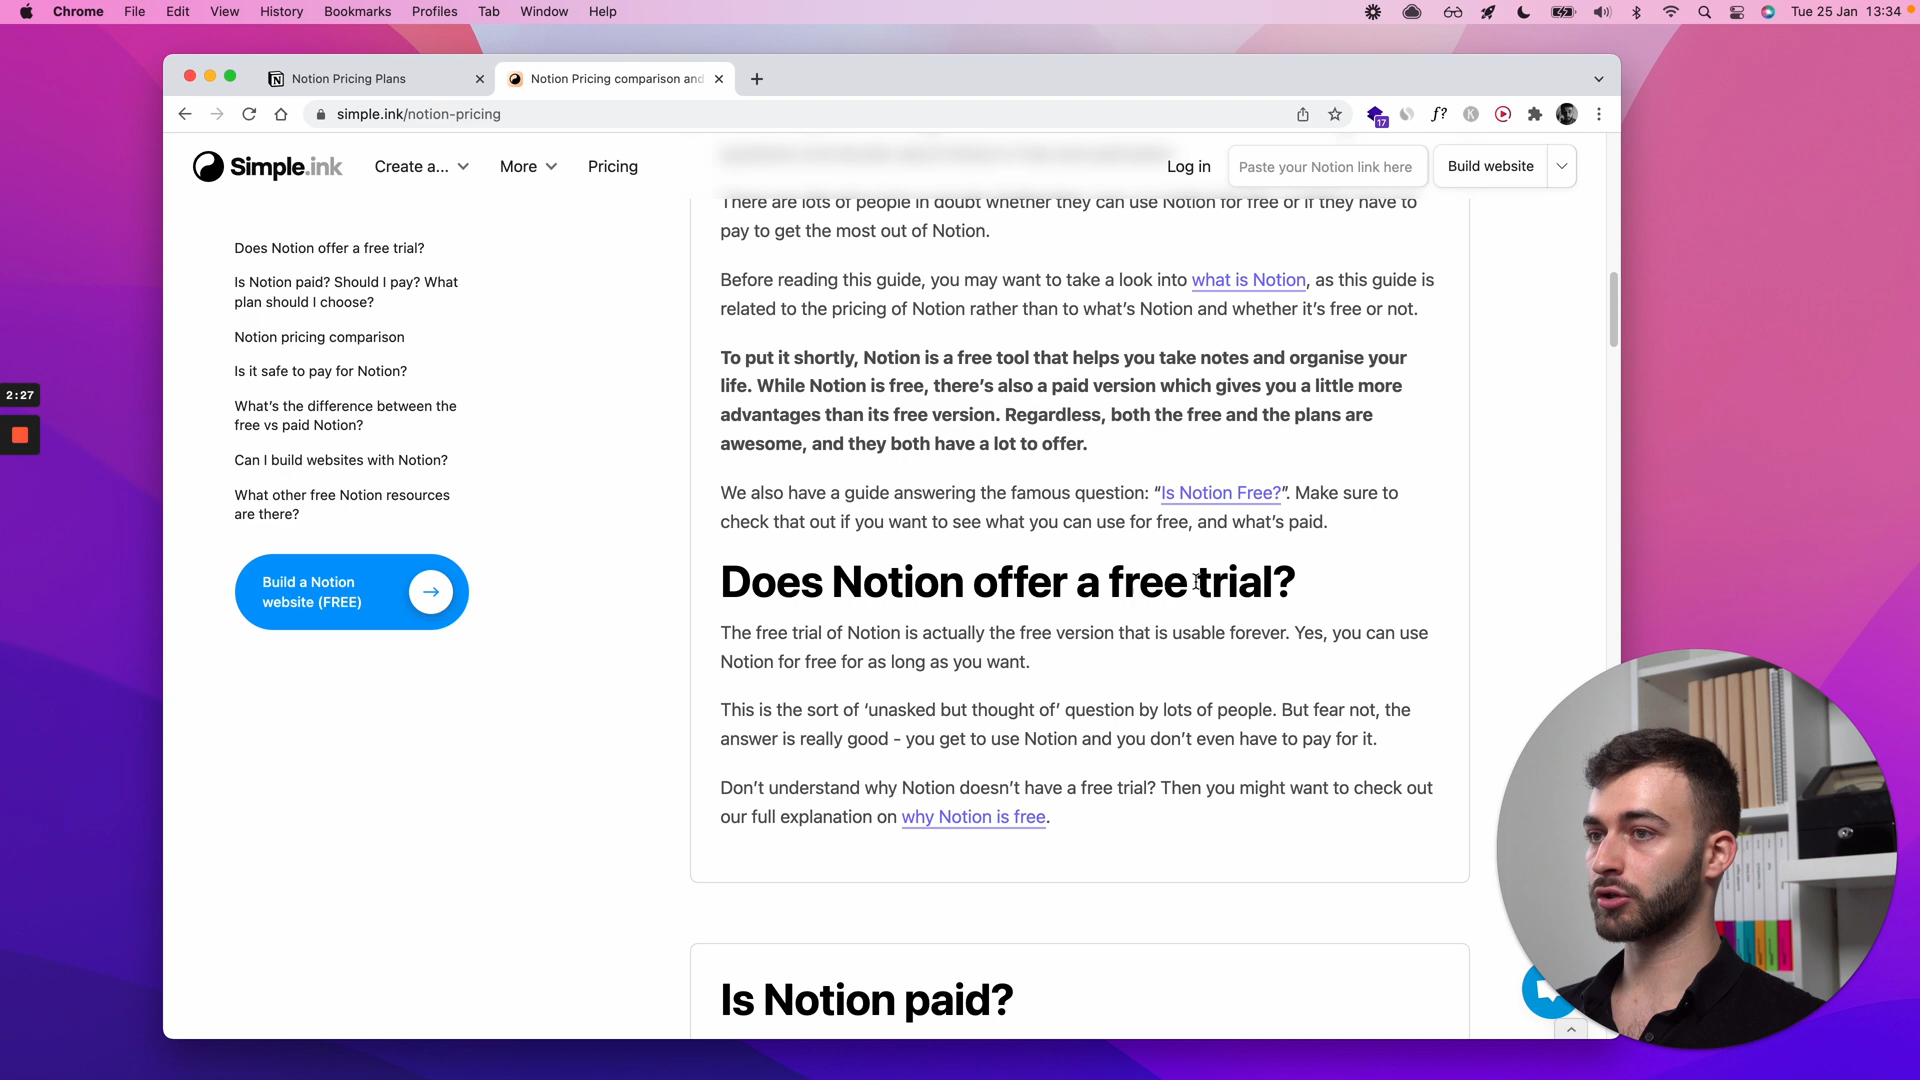 Chrome File Edit View History Bookmarks Profiles Tab Window Help Tue 25 Jan 13:34
Notion Pricing Plans
Notion Pricing comparison and
simple.ink/notion-pricing
17
f?
K
Simple.ink
Create a...
More
Pricing
Log in
Paste your Notion link here
Build website
2:27
Does Notion offer a free trial?
Is Notion paid? Should I pay? What
plan should I choose?
Notion pricing comparison
Is it safe to pay for Notion?
What's the difference between the
free vs paid Notion?
Can I build websites with Notion?
What other free Notion resources
are there?
Build a Notion
website (FREE)
There are lots of people in doubt whether they can use Notion for free or if they have to
pay to get the most out of Notion.
Before reading this guide, you may want to take a look into what is Notion, as this guide is
related to the pricing of Notion rather than to what's Notion and whether it's free or not.
To put it shortly, Notion is a free tool that helps you take notes and organise your
life. While Notion is free, there's also a paid version which gives you a little more
advantages than its free version. Regardless, both the free and the plans are
awesome, and they both have a lot to offer.
We also have a guide answering the famous question: “Is Notion Free?”. Make sure to
check that out if you want to see what you can use for free, and what's paid.
Does Notion offer a free trial?
The free trial of Notion is actually the free version that is usable forever. Yes, you can use
Notion for free for as long as you want.
This is the sort of ‘unasked but thought of’ question by lots of people. But fear not, the
answer is really good - you get to use Notion and you don't even have to pay for it.
Don't understand why Notion doesn't have a free trial? Then you might want to check out
our full explanation on why Notion is free.
Is Notion paid?